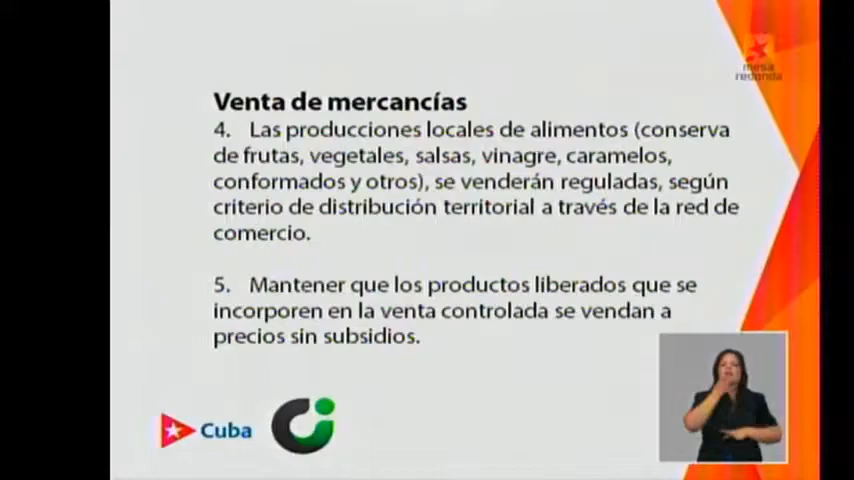 mesa
redonda
Venta de mercancías
4. Las producciones locales de alimentos (conserva
de frutas, vegetales, salsas, vinagre, caramelos,
conformados y otros), se venderán reguladas, según
criterio de distribución territorial a través de la red de
comercio.
5. Mantener que los productos liberados que se
incorporen en la venta controlada se vendan a
precios sin subsidios.
Cuba